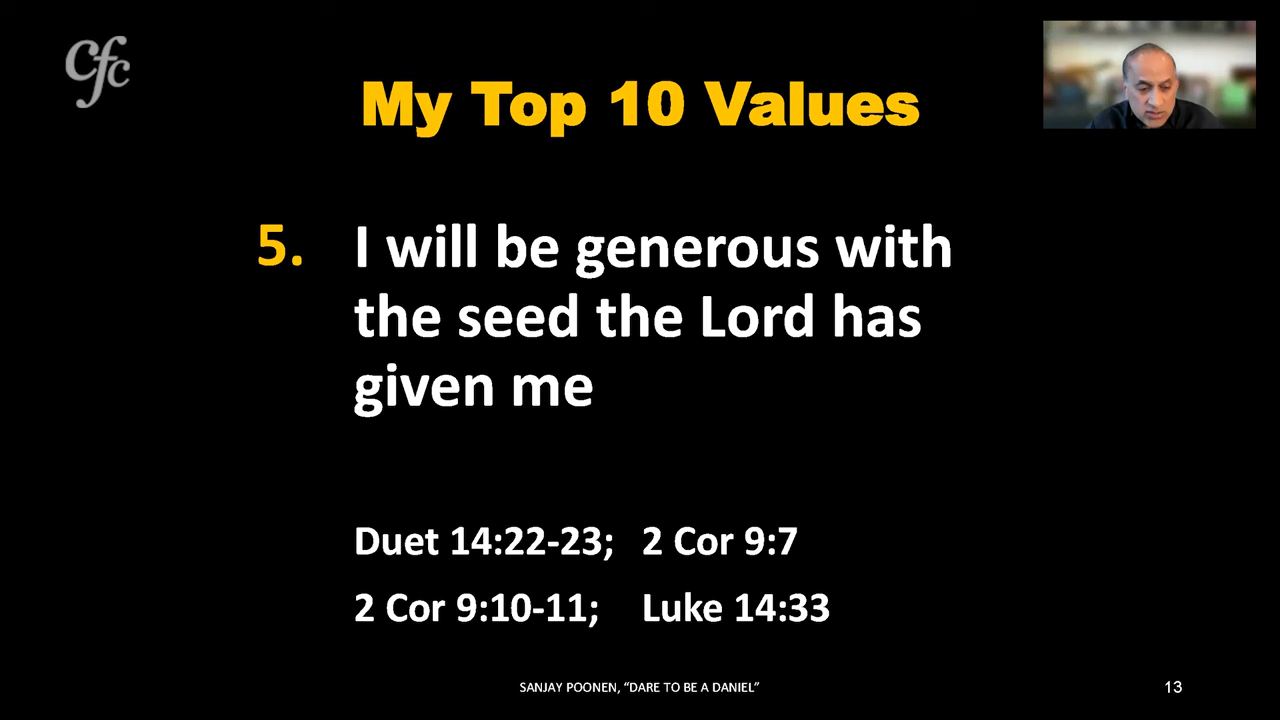 cfc
My Top 10 Values
5. I will be generous with
the seed the Lord has
given me
Duet 14:22-23; 2 Cor 9:7
2 Cor 9:10-11; Luke 14:33
SANJAY POONEN, “DARE TO BE A DANIEL”
13